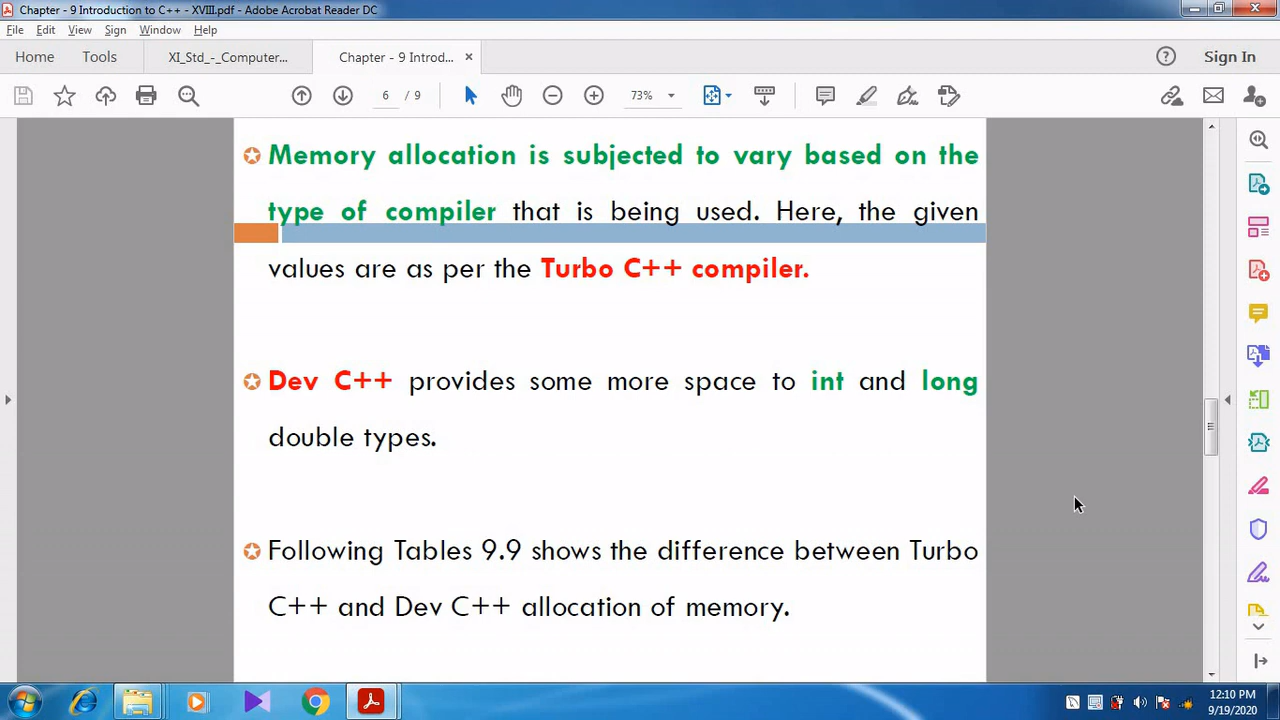 Chapter - 9 Introduction to C++ - XVIII.pdf - Adobe Acrobat Reader DC
File Edit View Sign Window Help
Home Tools XI_Std_-_Computer... Chapter - 9 Introd... × Sign In
6 / 9 73%
Memory allocation is subjected to vary based on the
type of compiler that is being used. Here, the given
values are as per the Turbo C++ compiler.
Dev C++ provides some more space to int and long
double types.
Following Tables 9.9 shows the difference between Turbo
C++ and Dev C++ allocation of memory.
12:10 PM
9/19/2020